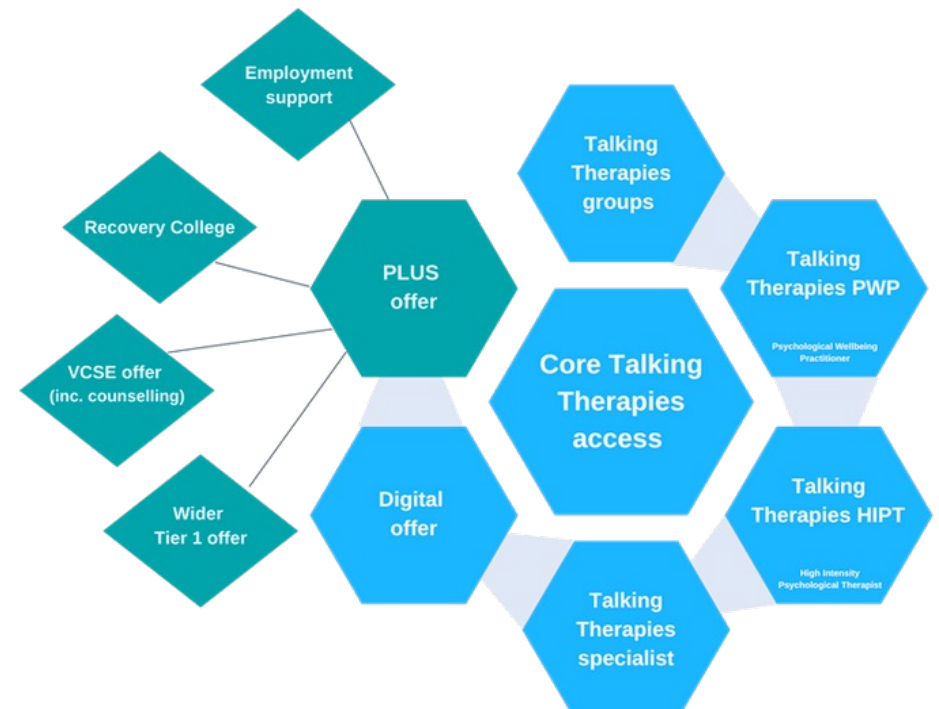 Employment
support
Recovery College
VCSE offer
(inc. counselling)
Wider
Tier 1 offer
PLUS
offer
Talking
Therapies
groups
Talking
Therapies PWP
Psychological Wellbeing
Practitioner
Core Talking
Therapies
access
Talking
Therapies HIPT
High Intensity
Psychological Therapist
Digital
offer
Talking
Therapies
specialist